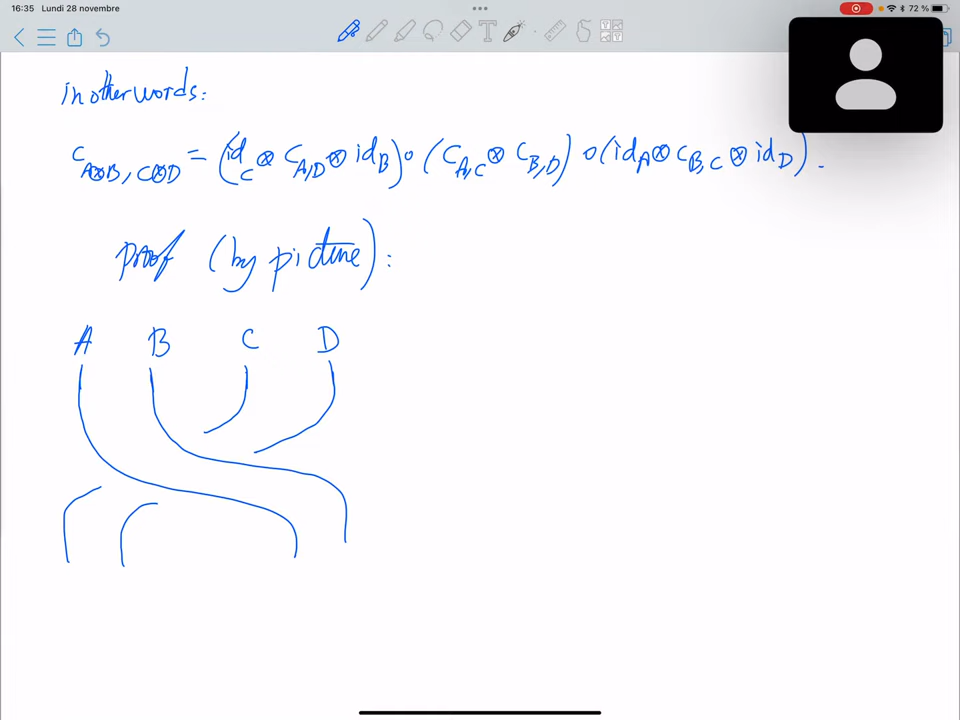 16:35 Lundi 28 novembre 72 %
in other words:
c_{A⊗B, C⊗D} = (id_C ⊗ c_{A,D} ⊗ id_B) ∘ (c_{A,C} ⊗ c_{B,D}) ∘ (id_A ⊗ c_{B,C} ⊗ id_D).
proof (by picture):
A B C D